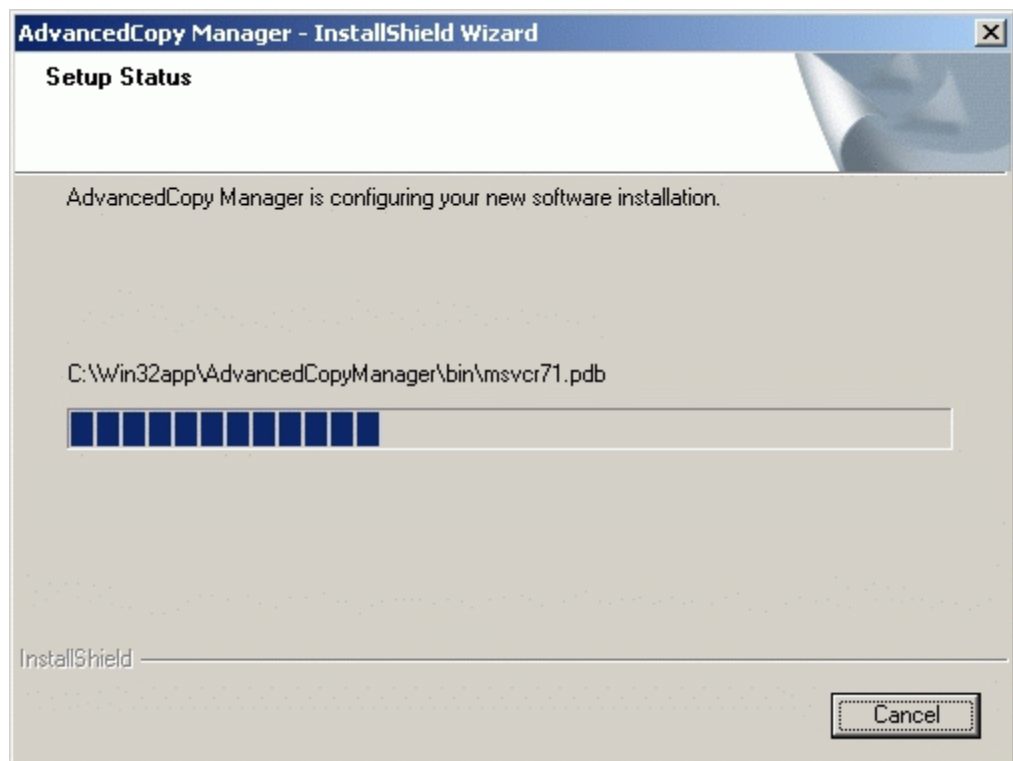 AdvancedCopy Manager - InstallShield Wizard
Setup Status
AdvancedCopy Manager is configuring your new software installation.
C:\Win32app\AdvancedCopyManager\bin\msvcr71.pdb
InstallShield
Cancel